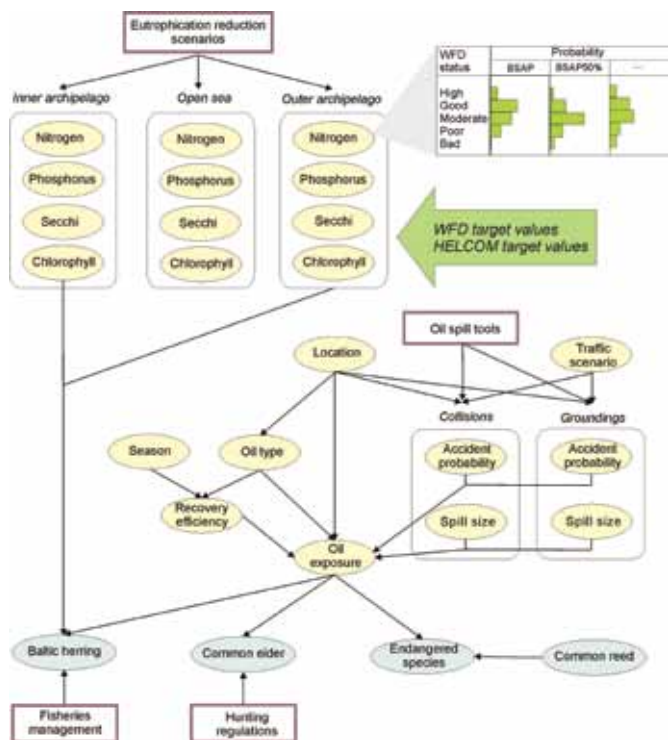 Eutrophication reduction
scenarios
Inner archipelago
Open sea
Outer archipelago
Nitrogen
Phosphorus
Secchi
Chlorophyll
Nitrogen
Phosphorus
Secchi
Chlorophyll
Nitrogen
Phosphorus
Secchi
Chlorophyll
WFD
status
Probability
BSAP
BSAP50%
...
High
Good
Moderate
Poor
Bad
WFD target values
HELCOM target values
Oil spill tools
Location
Traffic
scenario
Collisions
Groundings
Season
Oil type
Accident
probability
Accident
probability
Recovery
efficiency
Spill size
Spill size
Oil
exposure
Baltic herring
Common eider
Endangered
species
Common reed
Fisheries
management
Hunting
regulations